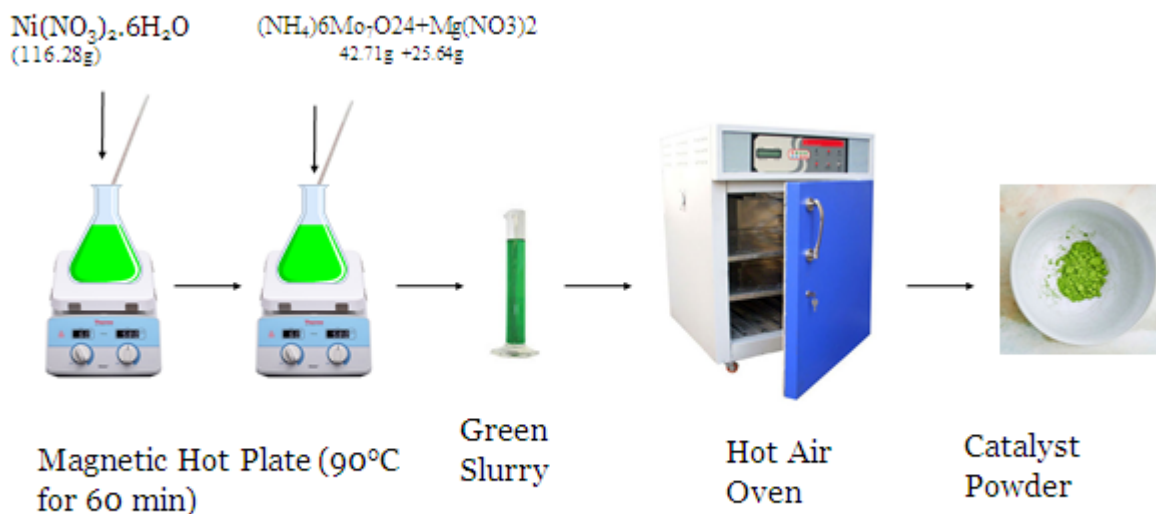 Ni(NO₃)₂.6H₂O
(116.28g)
(NH₄)6Mo₇O24+Mg(NO3)2
42.71g +25.64g
Magnetic Hot Plate (90°C
for 60 min)
Green
Slurry
Hot Air
Oven
Catalyst
Powder